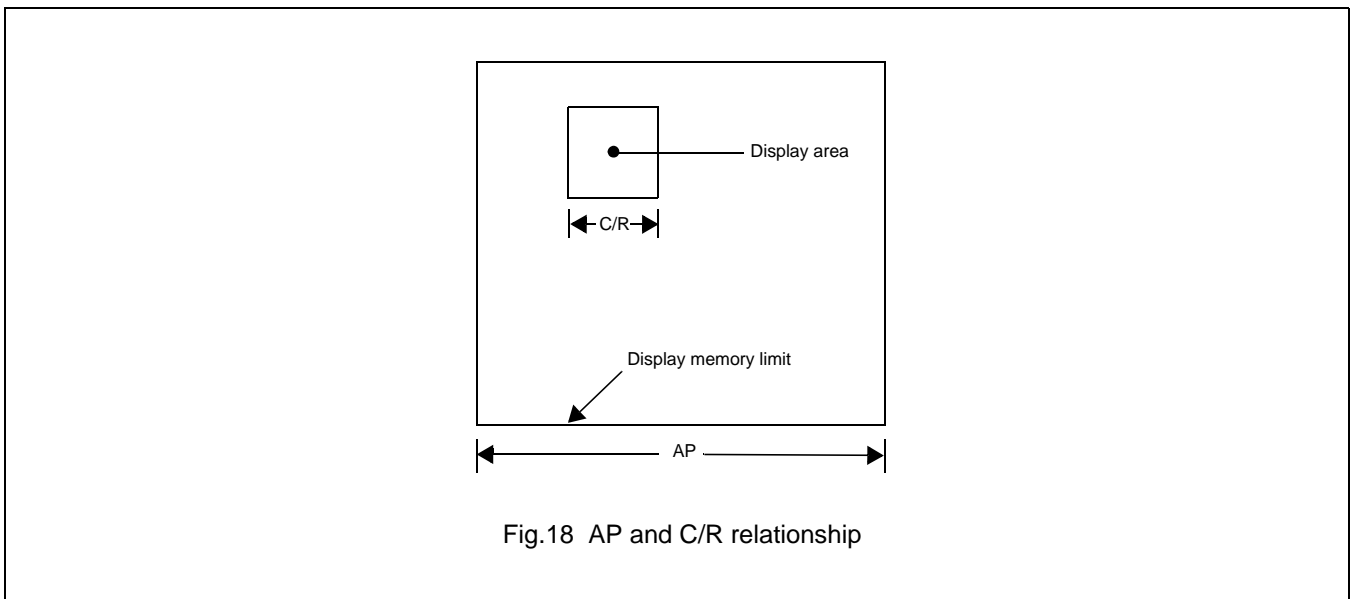 Display area
C/R
Display memory limit
AP
Fig.18 AP and C/R relationship